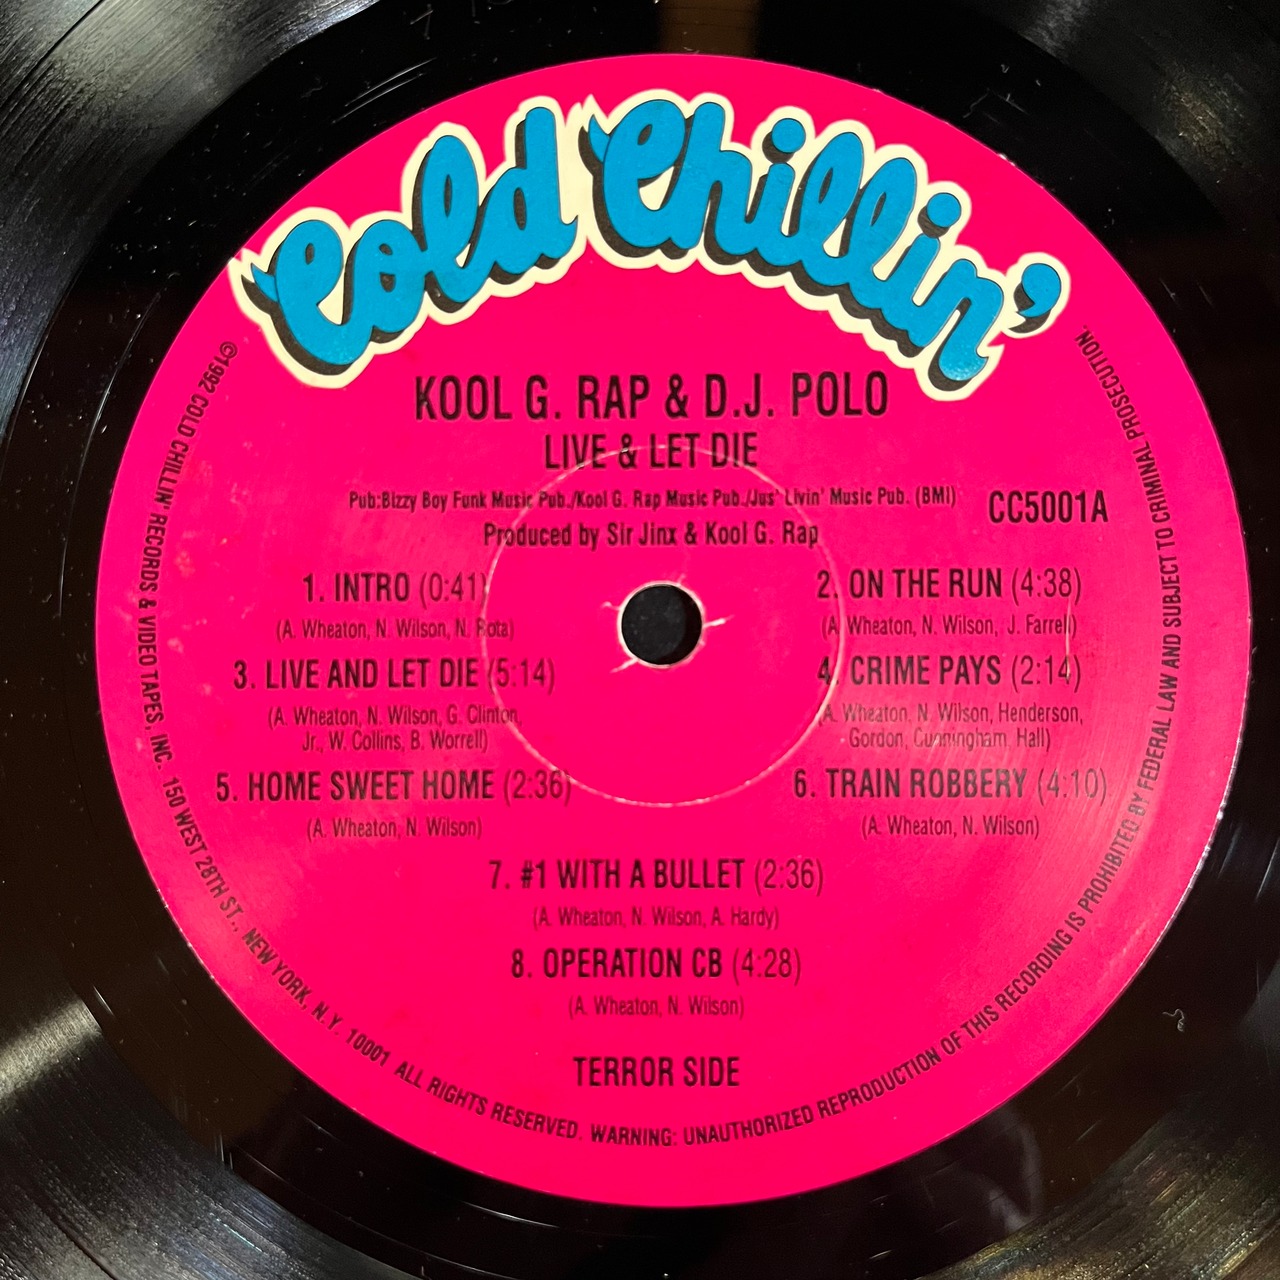 Cold Chillin'
KOOL G. RAP & D.J. POLO
LIVE & LET DIE
Pub:Bizzy Boy Funk Music Pub./Kool G. Rap Music Pub./Jus' Livin' Music Pub. (BMI)
CC5001A
Produced by Sir Jinx & Kool G. Rap
1. INTRO (0:41)
(A. Wheaton, N. Wilson, N. Rota)
2. ON THE RUN (4:38)
(A. Wheaton, N. Wilson, J. Farrell)
3. LIVE AND LET DIE (5:14)
(A. Wheaton, N. Wilson, G. Clinton,
Jr., W. Collins, B. Worrell)
4. CRIME PAYS (2:14)
(A. Wheaton, N. Wilson, Henderson,
Gordon, Cunningham, Hall)
5. HOME SWEET HOME (2:36)
(A. Wheaton, N. Wilson)
6. TRAIN ROBBERY (4:10)
(A. Wheaton, N. Wilson)
7. #1 WITH A BULLET (2:36)
(A. Wheaton, N. Wilson, A. Hardy)
8. OPERATION CB (4:28)
(A. Wheaton, N. Wilson)
TERROR SIDE
©1992 COLD CHILLIN' RECORDS & VIDEO TAPES, INC. 150 WEST 28TH ST., NEW YORK, N.Y. 10001 ALL RIGHTS RESERVED. WARNING: UNAUTHORIZED REPRODUCTION OF THIS RECORDING IS PROHIBITED BY FEDERAL LAW AND SUBJECT TO CRIMINAL PROSECUTION.